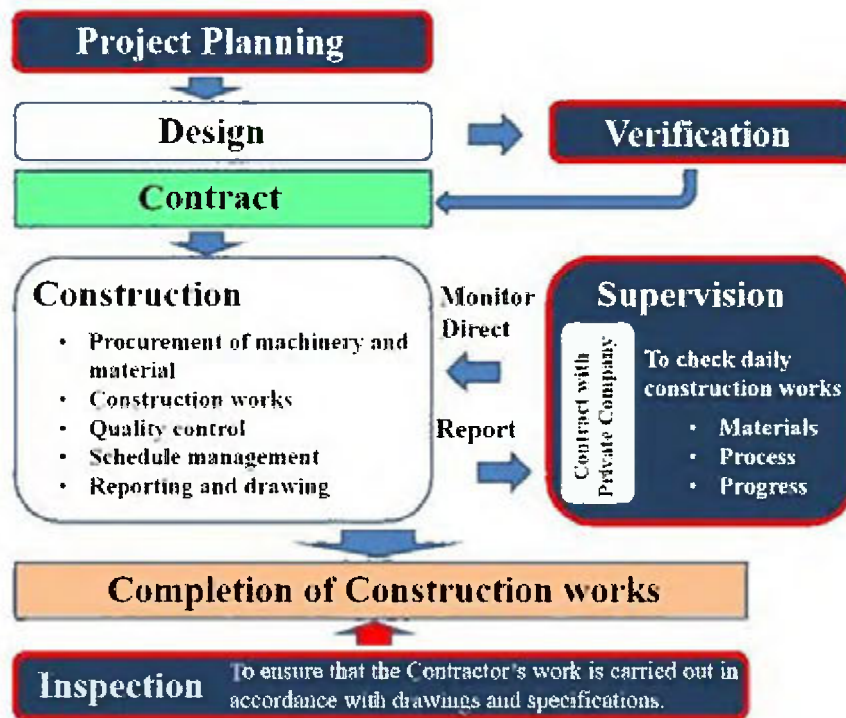 Project Planning
Design
Verification
Contract
Construction
• Procurement of machinery and
material
• Construction works
• Quality control
• Schedule management
• Reporting and drawing
Monitor
Direct
Report
Supervision
Contract with
Private Company
To check daily
construction works
• Materials
• Process
• Progress
Completion of Construction works
Inspection
To ensure that the Contractor's work is carried out in
accordance with drawings and specifications.